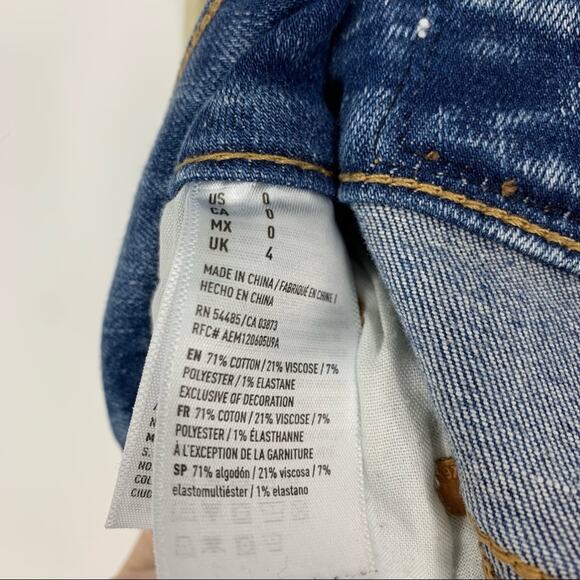 US 0
CA 0
MX 0
UK 4
MADE IN CHINA / FABRIQUÉ EN CHINE /
HECHO EN CHINA
RN 54485 / CA 03873
RFC# AEM120605U9A
EN 71% COTTON / 21% VISCOSE / 7%
POLYESTER / 1% ELASTANE
EXCLUSIVE OF DECORATION
FR 71% COTON / 21% VISCOSE / 7%
POLYESTER / 1% ÉLASTHANNE
À L'EXCEPTION DE LA GARNITURE
SP 71% algodón / 21% viscosa / 7%
elastomultiéster / 1% elastano
A
N
M
S.
NO.
COL
CIUD